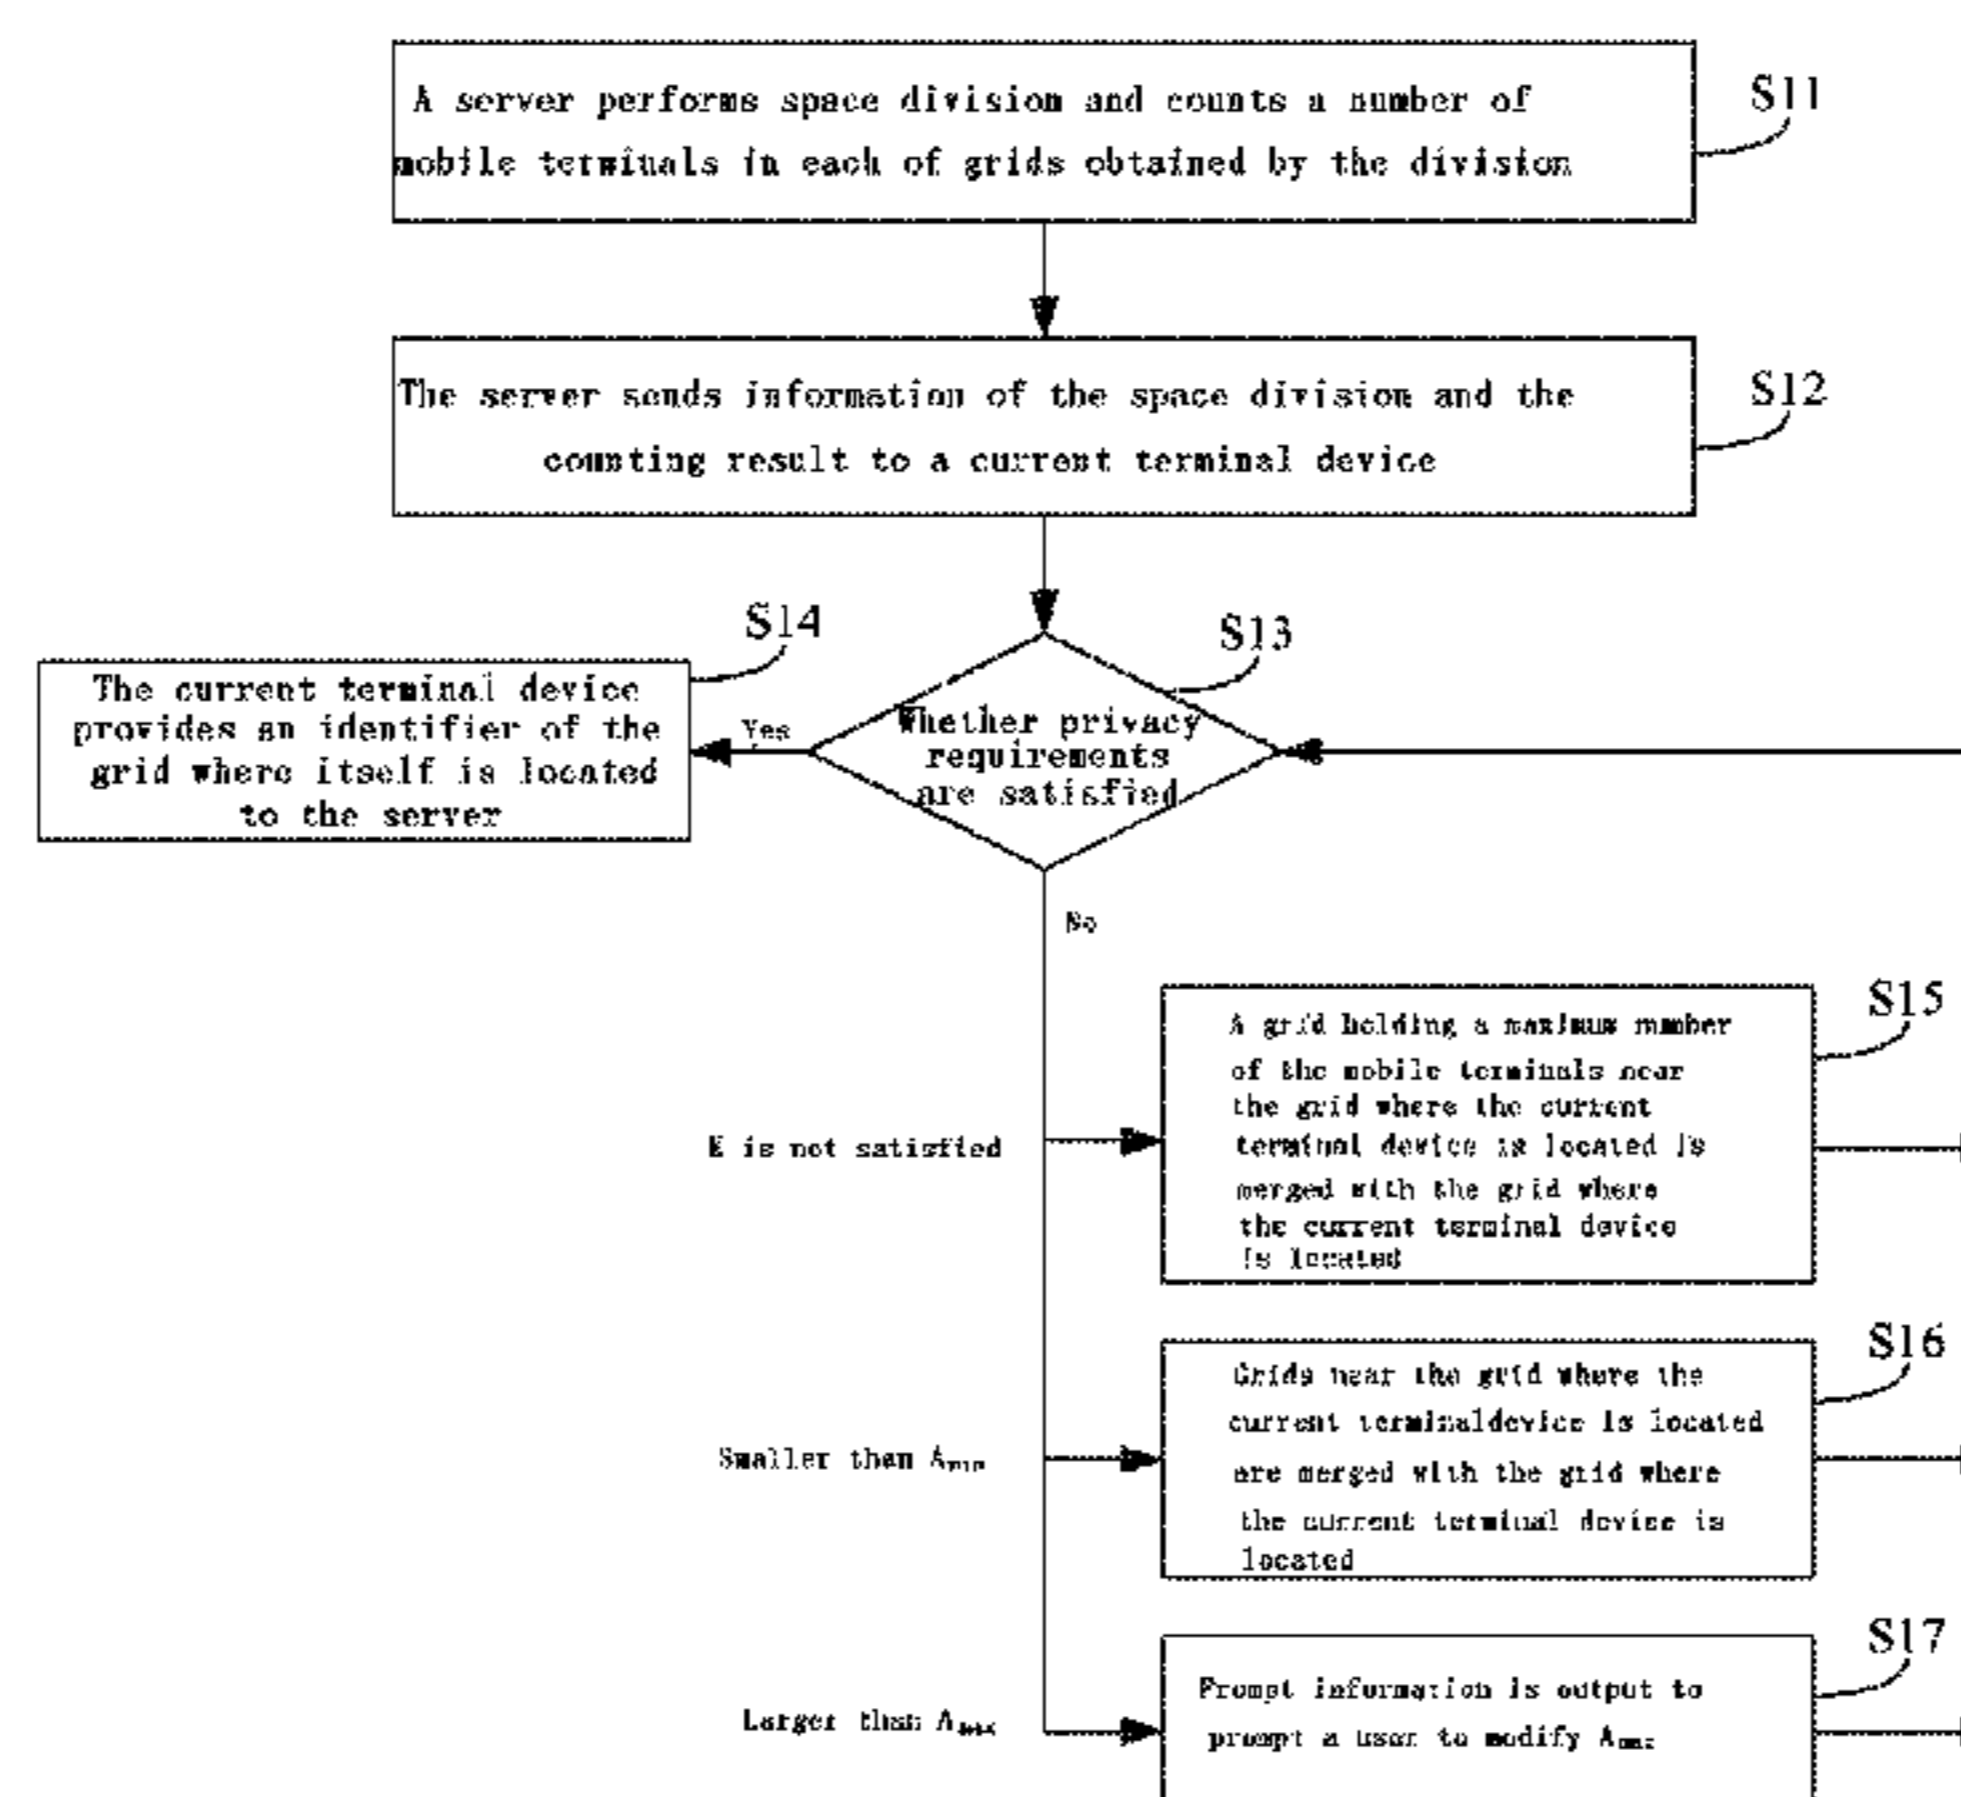 A server performs space division and counts a number of
mobile terminals in each of grids obtained by the division
S11
The server sends information of the space division and the
counting result to a current terminal device
S12
S14
The current terminal device
provides an identifier of the
grid where itself is located
to the server
Yes
S13
Whether privacy
requirements
are satisfied
No
K is not satisfied
S15
A grid holding a maximum number
of the mobile terminals near
the grid where the current
terminal device is located is
merged with the grid where
the current terminal device
is located
Smaller than Amin
S16
Grids near the grid where the
current terminaldevice is located
are merged with the grid where
the current terminal device is
located
Larger than Amax
S17
Prompt information is output to
prompt a user to modify Amax